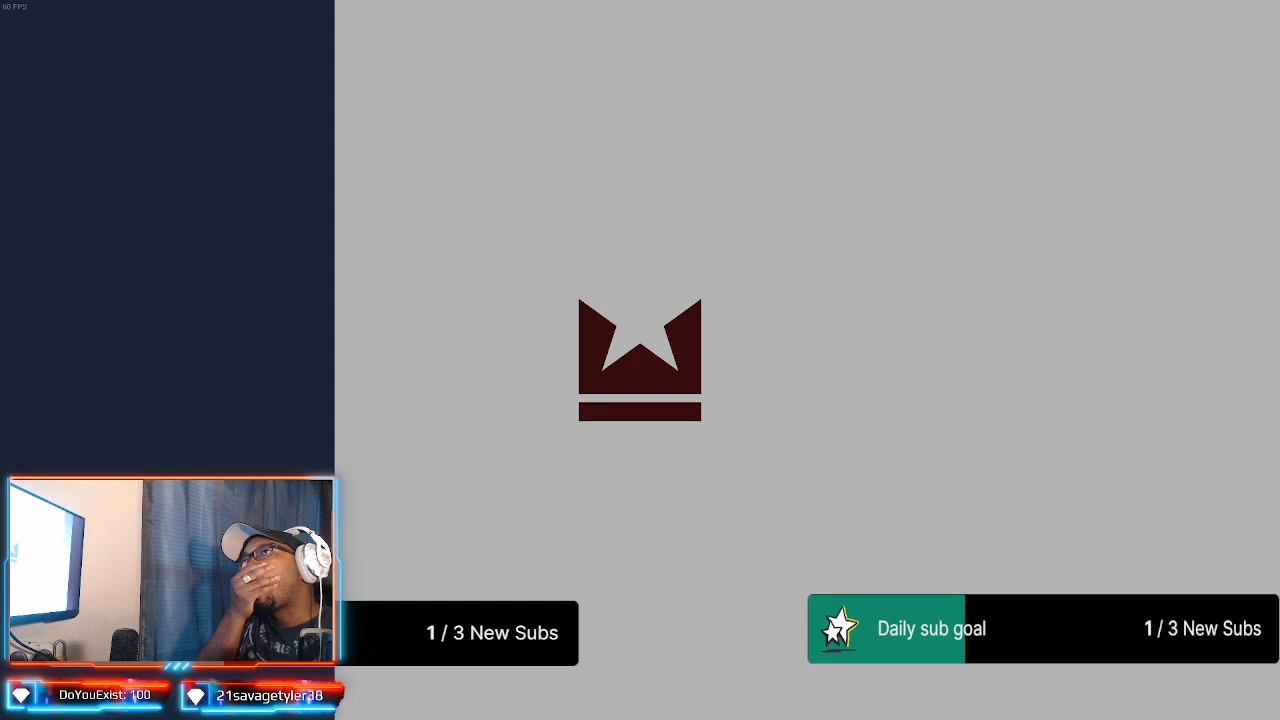 60 FPS
1 / 3 New Subs
Daily sub goal
1 / 3 New Subs
DoYouExist: 100
21savagetyler38